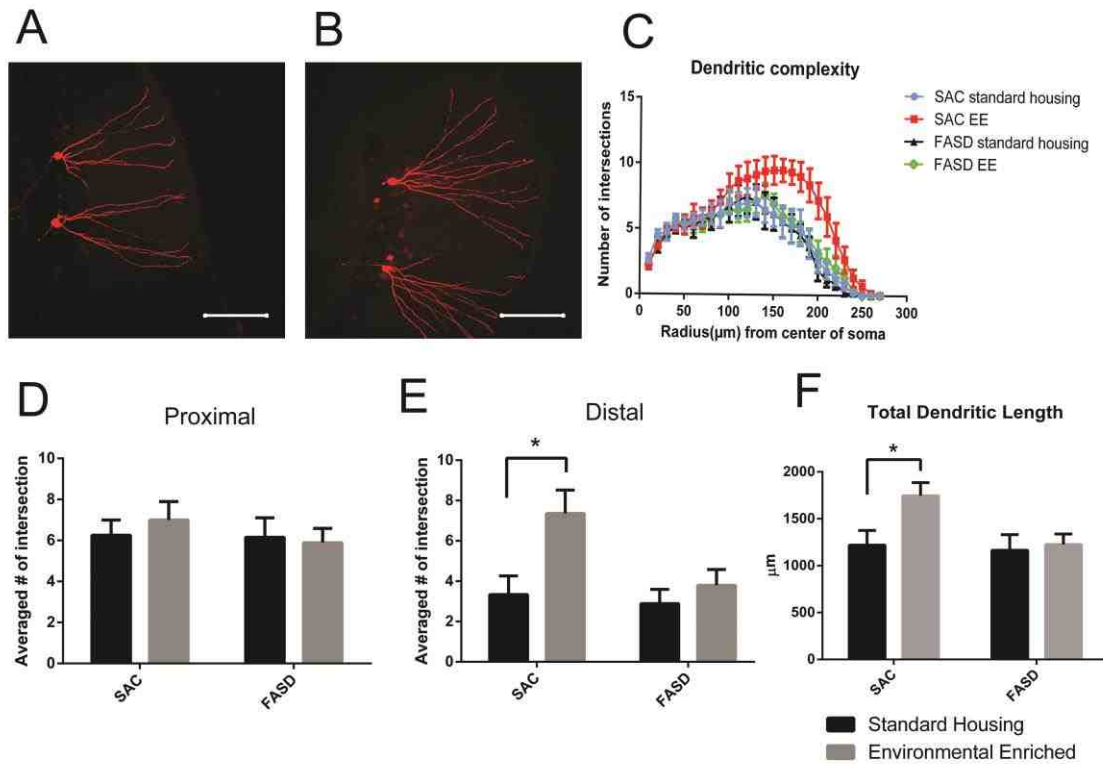 A
B
C
Dendritic complexity
Number of intersections
15
10
5
0
0
50
100
150
200
250
300
Radius(µm) from center of soma
SAC standard housing
SAC EE
FASD standard housing
FASD EE
D
Proximal
Averaged # of intersection
10
8
6
4
2
0
SAC
FASD
E
Distal
Averaged # of intersection
10
8
6
4
2
0
*
SAC
FASD
F
Total Dendritic Length
µm
2000
1500
1000
500
0
*
SAC
FASD
Standard Housing
Environmental Enriched